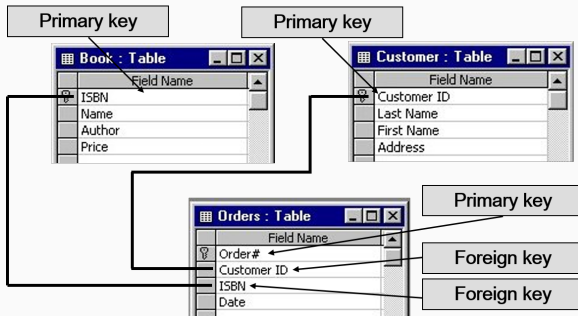 Primary key
Primary key
Book : Table
Field Name
ISBN
Name
Author
Price
Customer : Table
Field Name
Customer ID
Last Name
First Name
Address
Orders : Table
Field Name
Order#
Customer ID
ISBN
Date
Primary key
Foreign key
Foreign key